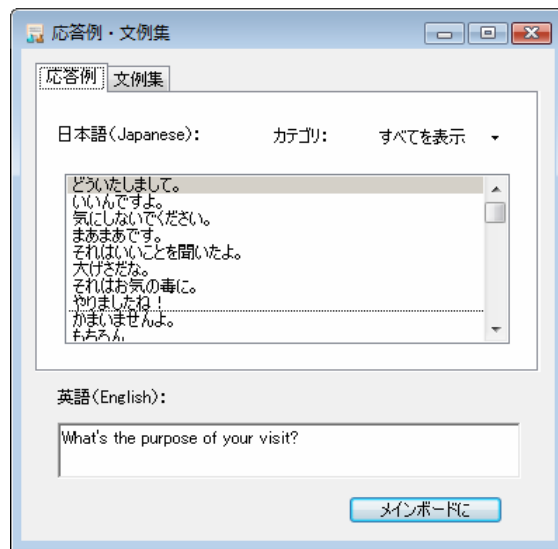 応答例・文例集
応答例 文例集
日本語(Japanese): カテゴリ: すべてを表示
どういたしまして。
いいんですよ。
気にしないでください。
まあまあです。
それはいいことを聞いたよ。
大げさだな。
それはお気の毒に。
やりましたね!
かまいませんよ。
もちろん
英語(English):
What's the purpose of your visit?
メインボードに